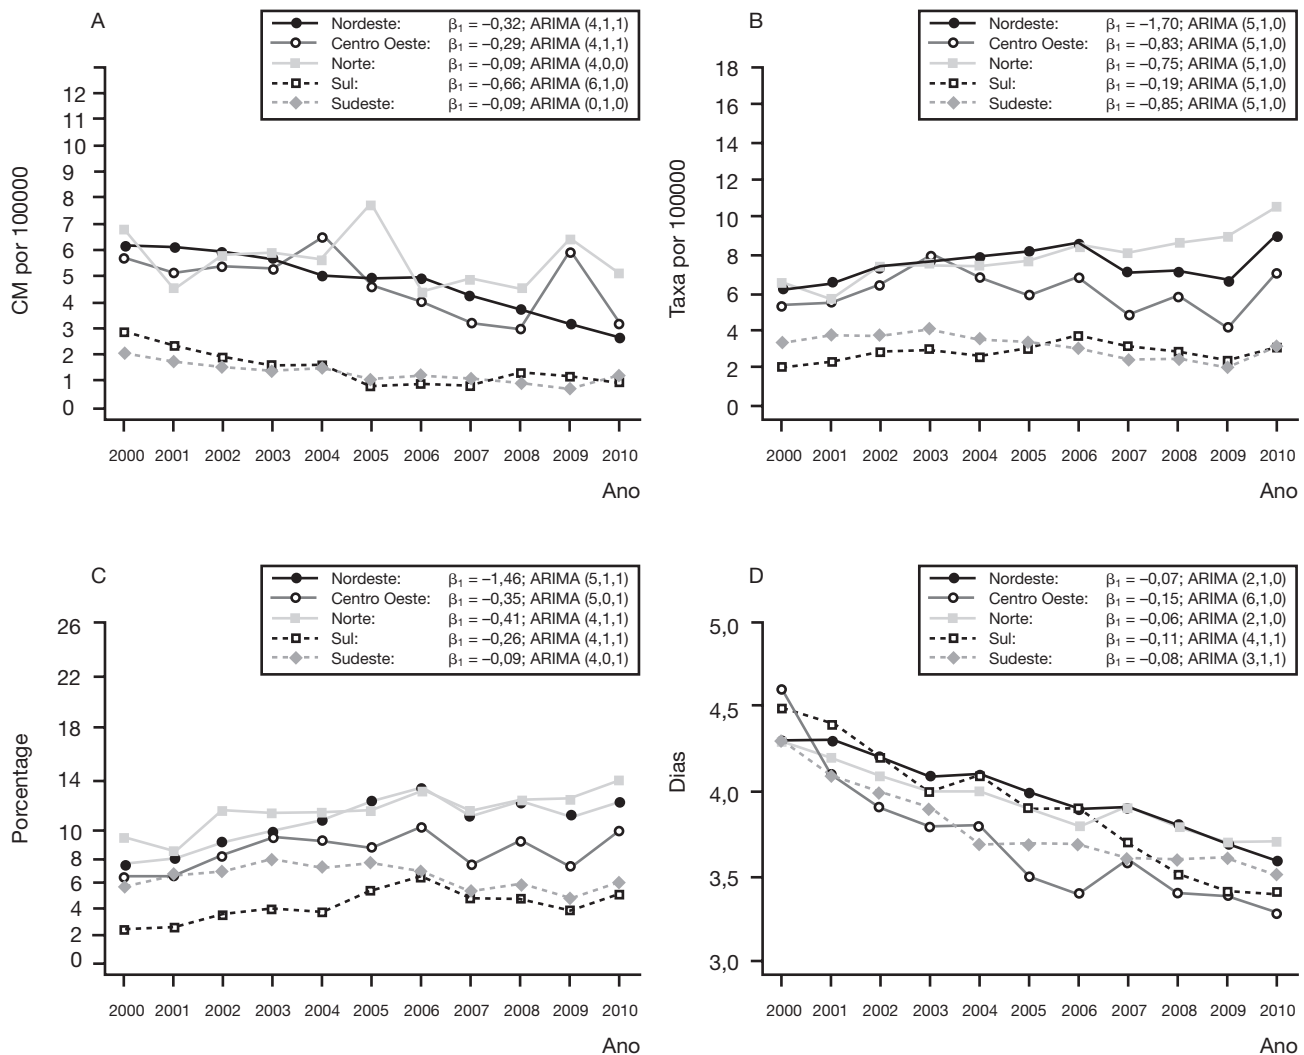 A
Nordeste: β1 = –0,32; ARIMA (4,1,1)
Centro Oeste: β1 = –0,29; ARIMA (4,1,1)
Norte: β1 = –0,09; ARIMA (4,0,0)
Sul: β1 = –0,66; ARIMA (6,1,0)
Sudeste: β1 = –0,09; ARIMA (0,1,0)
CM por 100000
12
11
10
9
8
7
6
5
4
3
2
1
0
2000 2001 2002 2003 2004 2005 2006 2007 2008 2009 2010
Ano
B
Nordeste: β1 = –1,70; ARIMA (5,1,0)
Centro Oeste: β1 = –0,83; ARIMA (5,1,0)
Norte: β1 = –0,75; ARIMA (5,1,0)
Sul: β1 = –0,19; ARIMA (5,1,0)
Sudeste: β1 = –0,85; ARIMA (5,1,0)
Taxa por 100000
18
16
14
12
10
8
6
4
2
0
2000 2001 2002 2003 2004 2005 2006 2007 2008 2009 2010
Ano
C
Nordeste: β1 = –1,46; ARIMA (5,1,1)
Centro Oeste: β1 = –0,35; ARIMA (5,0,1)
Norte: β1 = –0,41; ARIMA (4,1,1)
Sul: β1 = –0,26; ARIMA (4,1,1)
Sudeste: β1 = –0,09; ARIMA (4,0,1)
Porcentage
26
22
18
14
10
8
6
4
2
0
2000 2001 2002 2003 2004 2005 2006 2007 2008 2009 2010
Ano
D
Nordeste: β1 = –0,07; ARIMA (2,1,0)
Centro Oeste: β1 = –0,15; ARIMA (6,1,0)
Norte: β1 = –0,06; ARIMA (2,1,0)
Sul: β1 = –0,11; ARIMA (4,1,1)
Sudeste: β1 = –0,08; ARIMA (3,1,1)
Dias
5,0
4,5
4,0
3,5
3,0
2000 2001 2002 2003 2004 2005 2006 2007 2008 2009 2010
Ano